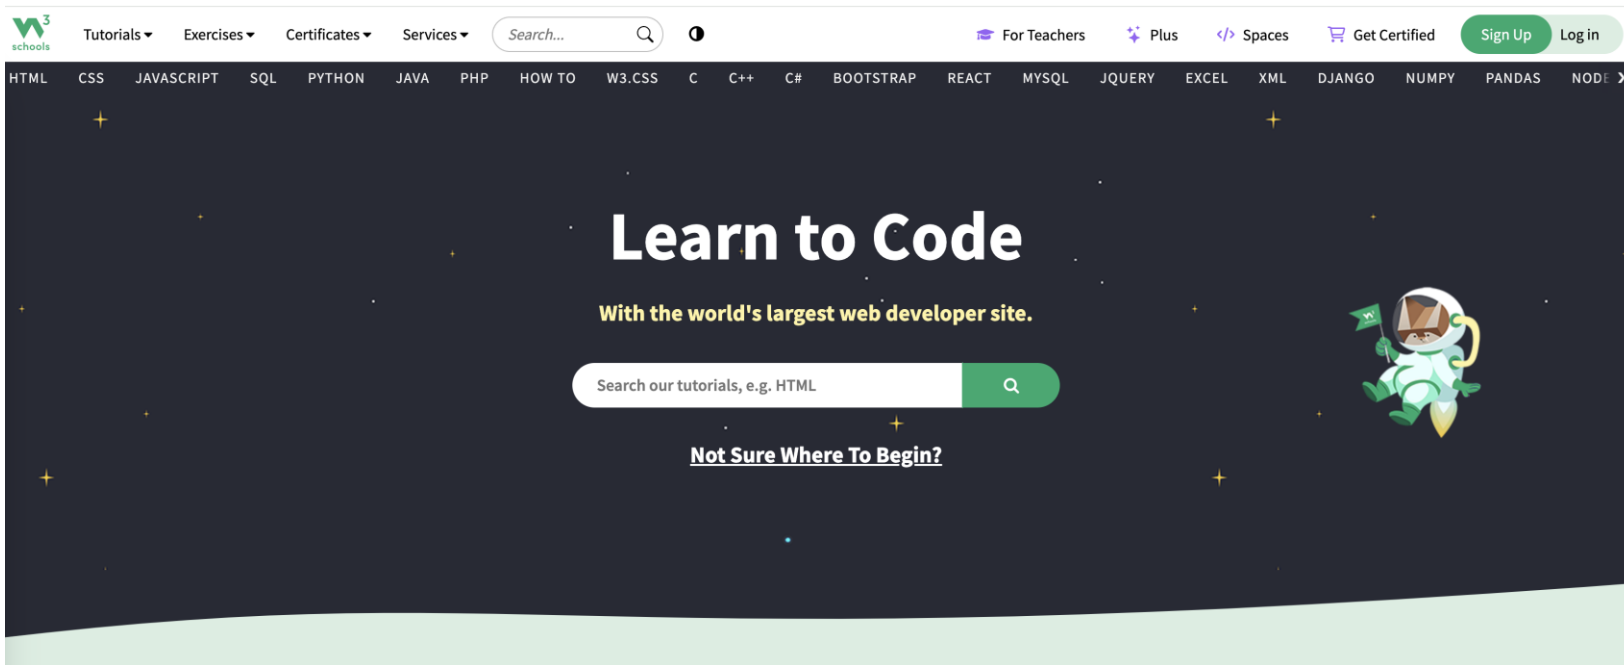 W3 schools
Tutorials Exercises Certificates Services Search... For Teachers Plus Spaces Get Certified Sign Up Log in
HTML CSS JAVASCRIPT SQL PYTHON JAVA PHP HOW TO W3.CSS C C++ C# BOOTSTRAP REACT MYSQL JQUERY EXCEL XML DJANGO NUMPY PANDAS NODE
Learn to Code
With the world's largest web developer site.
Search our tutorials, e.g. HTML
Not Sure Where To Begin?